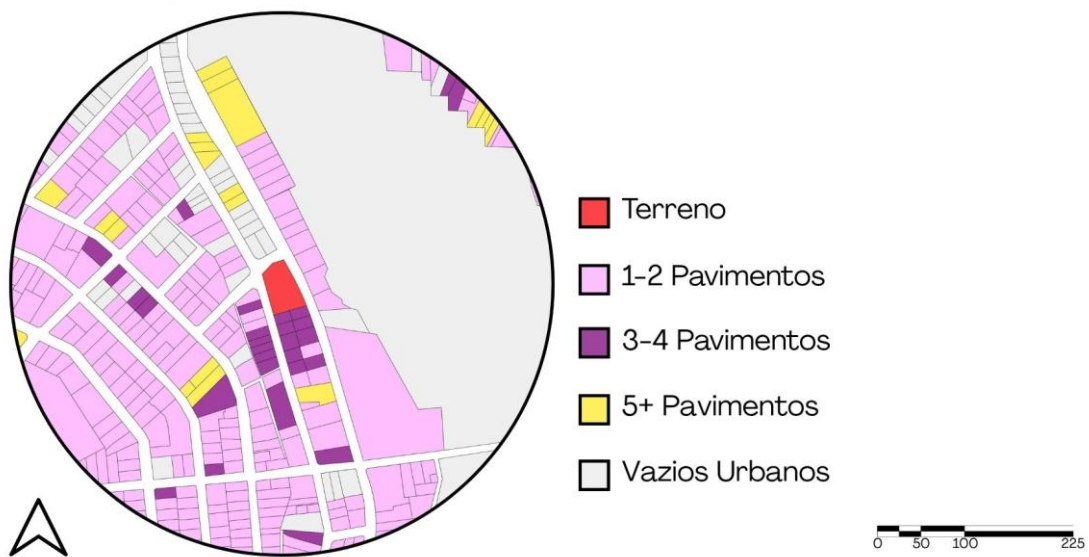 Terreno
1-2 Pavimentos
3-4 Pavimentos
5+ Pavimentos
Vazios Urbanos
0 50 100 225